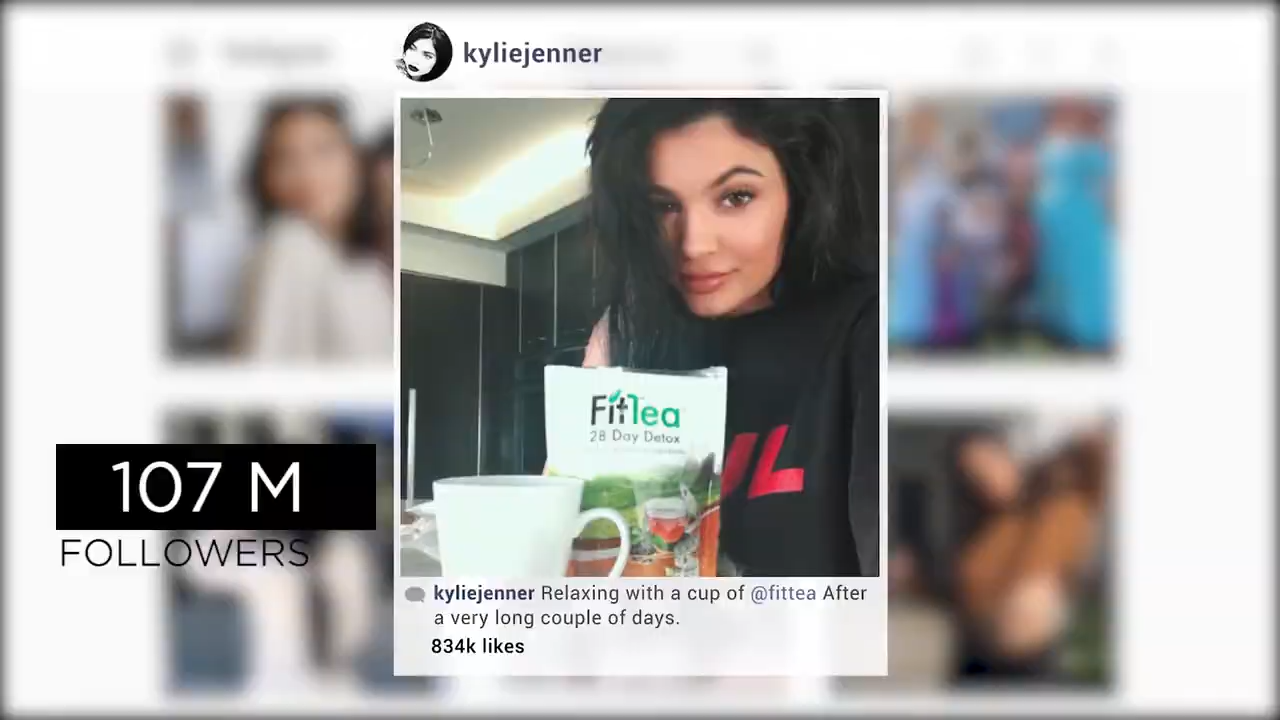 kyliejenner
FitTea
28 Day Detox
L
107 M
FOLLOWERS
kyliejenner Relaxing with a cup of @fittea After
a very long couple of days.
834k likes